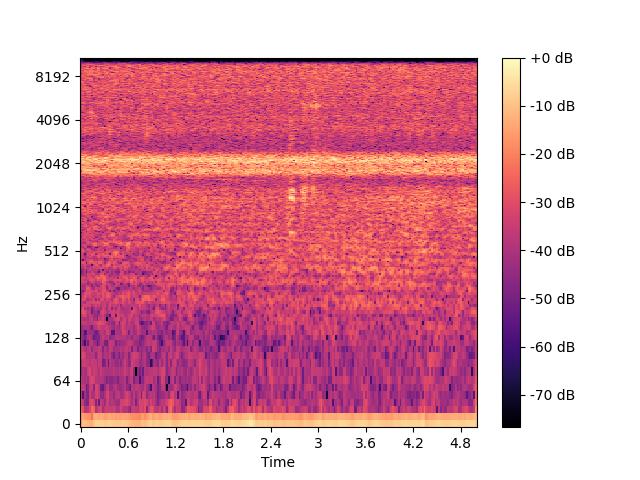 8192
4096
2048
1024
512
256
128
64
0
Hz
0 0.6 1.2 1.8 2.4 3 3.6 4.2 4.8
Time
+0 dB
-10 dB
-20 dB
-30 dB
-40 dB
-50 dB
-60 dB
-70 dB